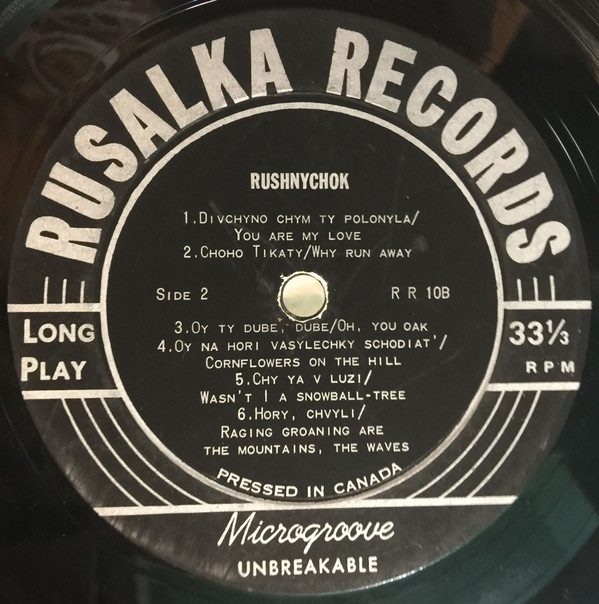 RUSALKA RECORDS
RUSHNYCHOK
1.DIVCHYNO CHYM TY POLONYLA/
YOU ARE MY LOVE
2.CHOHO TIKATY/WHY RUN AWAY
SIDE 2 R R 10B
LONG PLAY
33⅓ RPM
3.OY TY DUBE, DUBE/OH, YOU OAK
4.OY NA HORI VASYLECHKY SCHODIAT'/
CORNFLOWERS ON THE HILL
5.CHY YA V LUZI/
WASN'T I A SNOWBALL-TREE
6.HORY, CHVYLI/
RAGING GROANING ARE
THE MOUNTAINS, THE WAVES
PRESSED IN CANADA
Microgroove
UNBREAKABLE